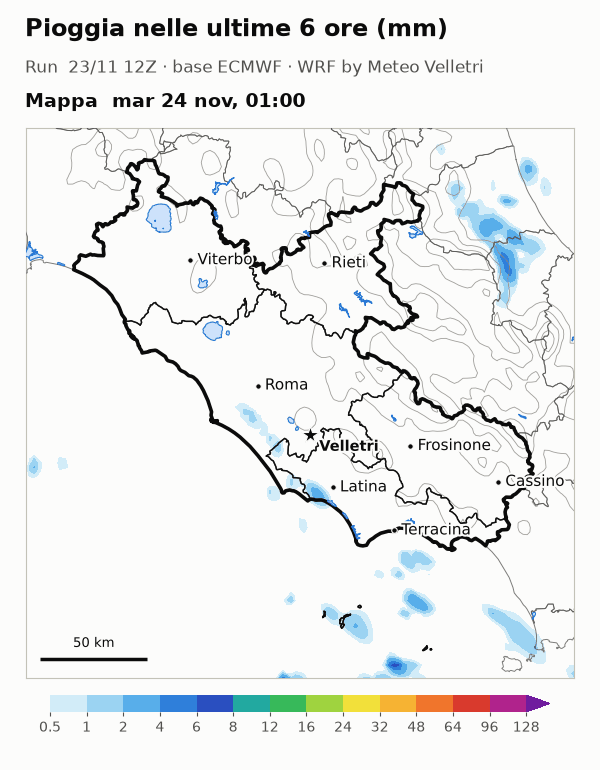 Pioggia nelle ultime 6 ore (mm)
Run  23/11 12Z · base ECMWF · WRF by Meteo Velletri
Mappa  mar 24 nov, 01:00
Viterbo
Rieti
Roma
Velletri
Frosinone
Latina
Cassino
Terracina
50 km
0.5 1 2 4 6 8 12 16 24 32 48 64 96 128